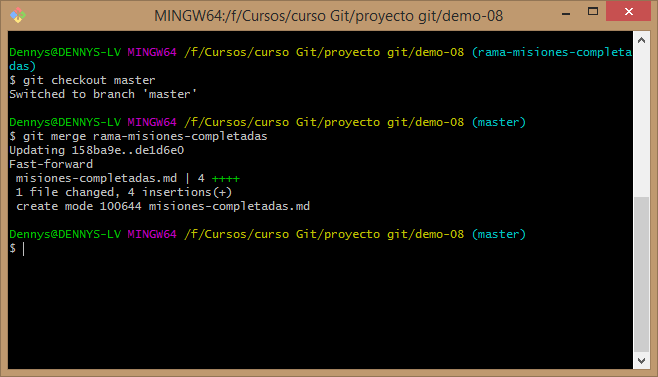 MINGW64:/f/Cursos/curso Git/proyecto git/demo-08
Dennys@DENNYS-LV MINGW64 /f/Cursos/curso Git/proyecto git/demo-08 (rama-misiones-completa
das)
$ git checkout master
Switched to branch 'master'
Dennys@DENNYS-LV MINGW64 /f/Cursos/curso Git/proyecto git/demo-08 (master)
$ git merge rama-misiones-completadas
Updating 158ba9e..de1d6e0
Fast-forward
 misiones-completadas.md | 4 ++++
 1 file changed, 4 insertions(+)
 create mode 100644 misiones-completadas.md
Dennys@DENNYS-LV MINGW64 /f/Cursos/curso Git/proyecto git/demo-08 (master)
$